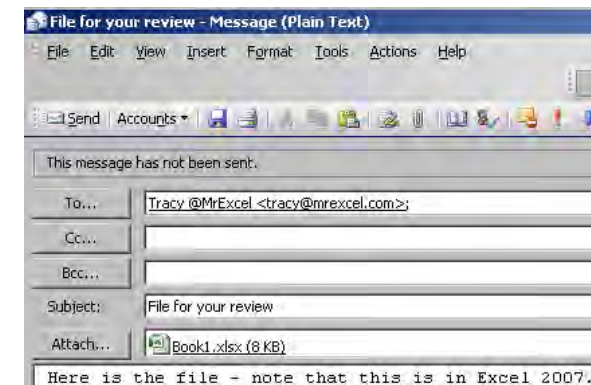 File for your review - Message (Plain Text)
File Edit View Insert Format Tools Actions Help
Send Accounts
This message has not been sent.
To... Tracy @MrExcel <tracy@mrexcel.com>;
Cc...
Bcc...
Subject: File for your review
Attach... Book1.xlsx (8 KB)
Here is the file - note that this is in Excel 2007.